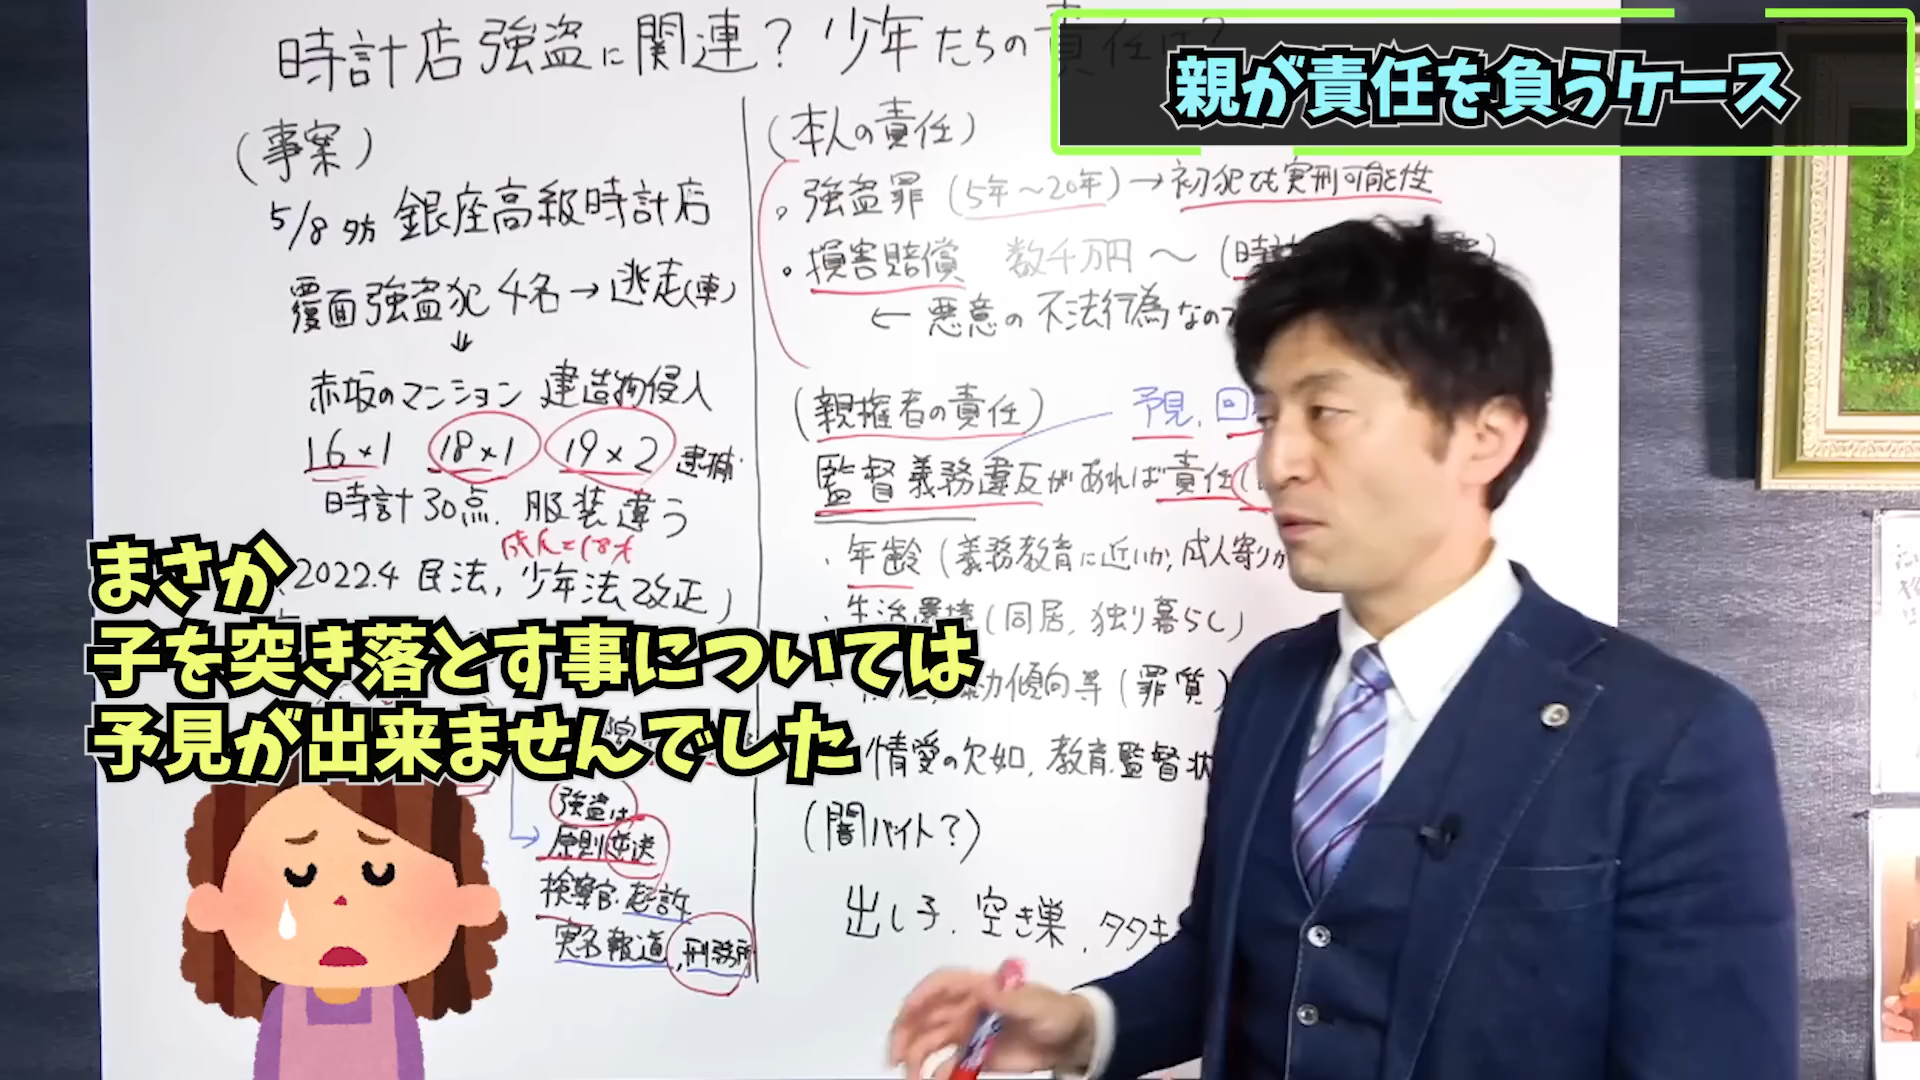 時計店強盗に関連？少年たちの責任は？
親が責任を負うケース
(事案)
5/8 夕方 銀座高級時計店
覆面強盗犯 4名→逃走(車)
↓
赤坂のマンション 建造物侵入
16×1 18×1 19×2 逮捕
時計30点. 服装違う
成人=18才
2022.4 民法, 少年法改正)
まさか
子を突き落とす事については
予見が出来ませんでした
強盗は
原則逆送
検察官・起訴
実名報道, 刑務所
(本人の責任)
・強盗罪 (5年～20年)→初犯でも実刑可能性
・損害賠償 数千万円～ (時
← 悪意の不法行為なので
(親権者の責任) 予見, 回
監督義務違反があれば責任(
・年齢 (義務教育に近いか, 成人寄りか
・生活環境 (同居, 独り暮らし)
力傾向等 (罪質)
情愛の欠如, 教育監督状
(闇バイト?)
出し子, 空き巣, タタキ